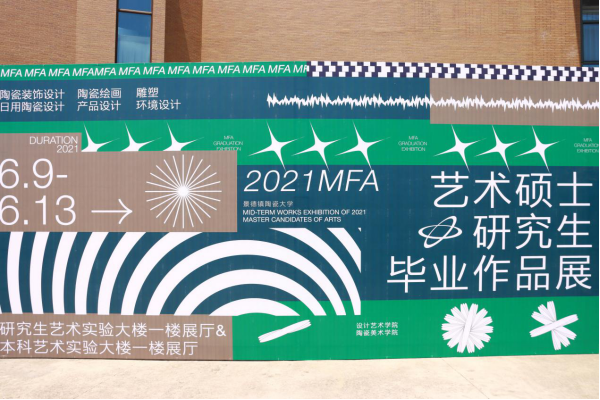 MFA MFA MFA MFAMFA MFA MFA MFA MFA MFA MFA MFA
陶瓷装饰设计 陶瓷绘画 雕塑
日用陶瓷设计 产品设计 环境设计
DURATION
2021
6.9-
6.13→
MFA
GRADUATION
EXHIBITION
MFA
GRADUATION
EXHIBITION
MFA
GRADUATION
EXHIBITION
2021MFA
景德镇陶瓷大学
MID-TERM WORKS EXHIBITION OF 2021
MASTER CANDIDATES OF ARTS
艺术硕士
研究生
毕业作品展
研究生艺术实验大楼一楼展厅&
本科艺术实验大楼一楼展厅
设计艺术学院
陶瓷美术学院